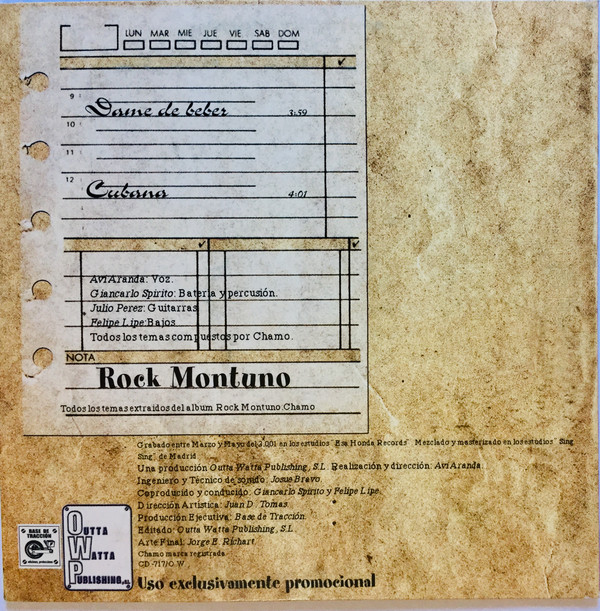 LUN MAR MIE JUE VIE SAB DOM
9
Dame de beber 3:59
10
11
12
Cubana 4:01
Avi Aranda: Voz.
Giancarlo Spirito: Bateria y percusión.
Julio Perez: Guitarras
Felipe Lipe: Bajos
Todos los temas compuestos por Chamo.
NOTA
Rock Montuno
Todos los temas extraidos del album Rock Montuno.Chamo
Grabado entre Marzo y Mayo del 2.001 en los estudios "Esa Honda Records" Mezclado y masterizado en los estudios "Sing
Sing" de Madrid
Una producción Outta Watta Publishing, S.L. Realización y dirección: Avi Aranda.
Ingeniero y Técnico de sonido: Josue Bravo.
Coproducido y conducido: Giancarlo Spirito y Felipe Lipe.
Dirección Artística: Juan D. Tomas.
Producción Ejecutiva: Base de Tracción.
Editado: Outta Watta Publishing, S.L.
Arte Final: Jorge E. Richart.
Chamo marca registrada
CD-717/O.W
Uso exclusivamente promocional
BASE DE
TRACCIÓN
OUTTA
WATTA
PUBLISHING, S.L.